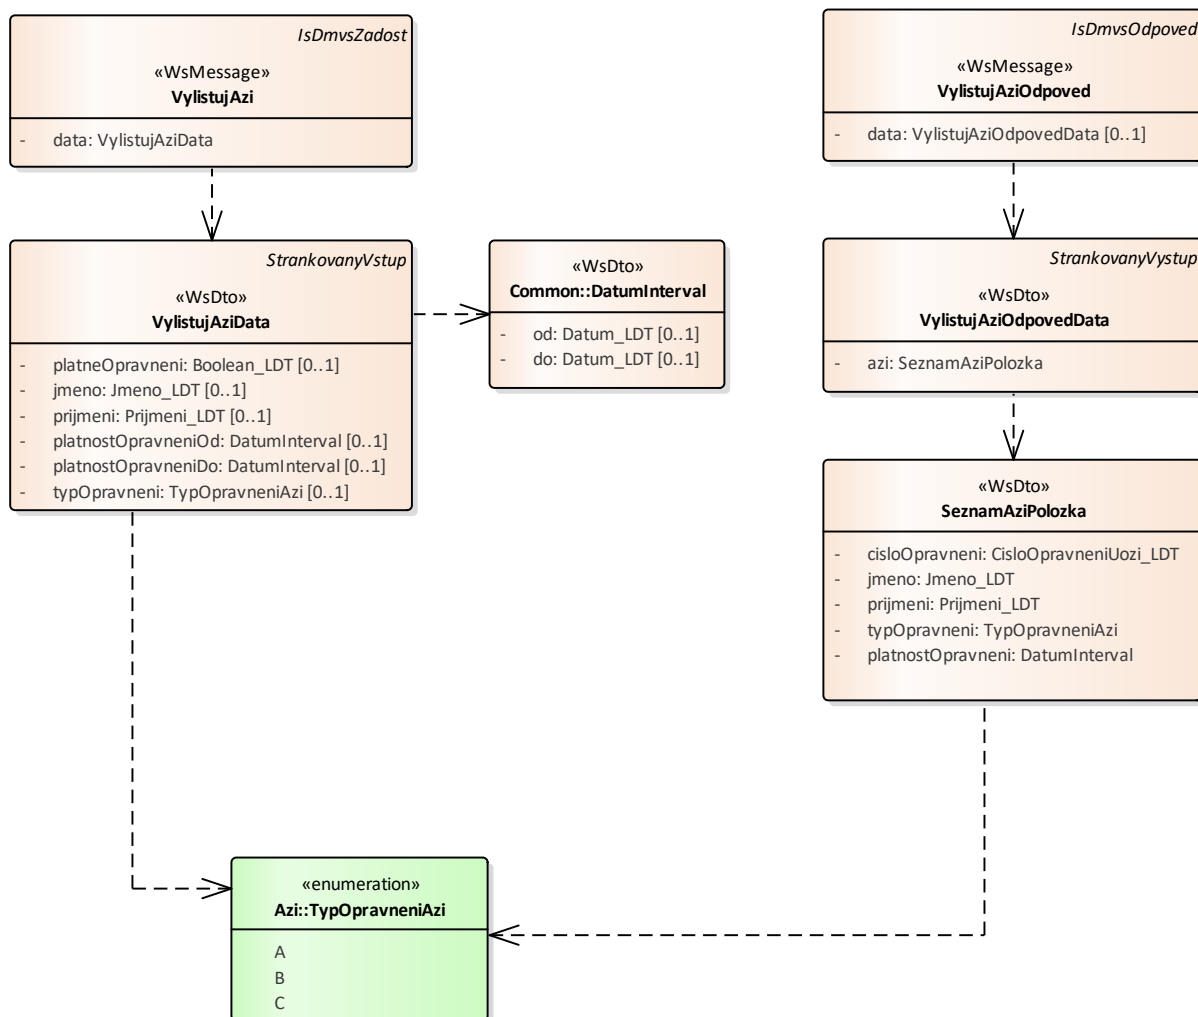 IsDmvsZadost
«WsMessage»
VylistujAzi
- data: VylistujAziData
IsDmvsOdpoved
«WsMessage»
VylistujAziOdpoved
- data: VylistujAziOdpovedData [0..1]
StrankovanyVstup
«WsDto»
VylistujAziData
- platneOpravneni: Boolean_LDT [0..1]
- jmeno: Jmeno_LDT [0..1]
- prijmeni: Prijmeni_LDT [0..1]
- platnostOpravneniOd: DatumInterval [0..1]
- platnostOpravneniDo: DatumInterval [0..1]
- typOpravneni: TypOpravneniAzi [0..1]
«WsDto»
Common::DatumInterval
- od: Datum_LDT [0..1]
- do: Datum_LDT [0..1]
StrankovanyVystup
«WsDto»
VylistujAziOdpovedData
- azi: SeznamAziPolozka
«WsDto»
SeznamAziPolozka
- cisloOpravneni: CisloOpravneniUozi_LDT
- jmeno: Jmeno_LDT
- prijmeni: Prijmeni_LDT
- typOpravneni: TypOpravneniAzi
- platnostOpravneni: DatumInterval
«enumeration»
Azi::TypOpravneniAzi
A
B
C